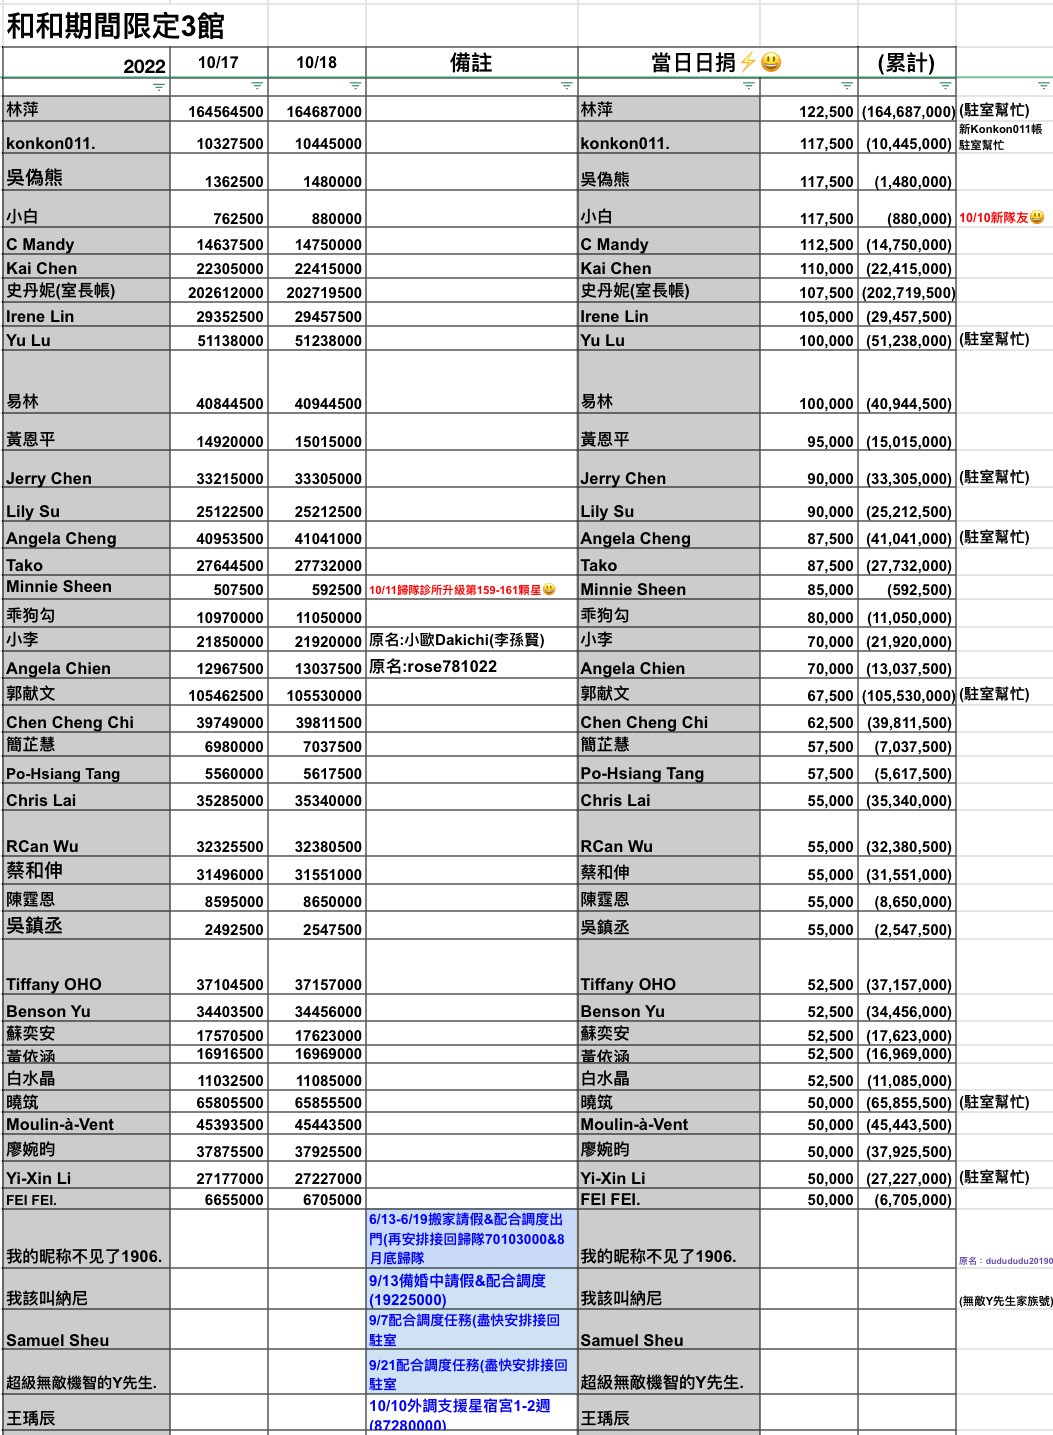 和和期間限定3館
2022 10/17 10/18 備註 當日日捐⚡😃 (累計)
林萍 164564500 164687000 林萍 122,500 (164,687,000) (駐室幫忙)
konkon011. 10327500 10445000 konkon011. 117,500 (10,445,000) 新Konkon011帳
駐室幫忙
吳偽熊 1362500 1480000 吳偽熊 117,500 (1,480,000)
小白 762500 880000 小白 117,500 (880,000) 10/10新隊友😃
C Mandy 14637500 14750000 C Mandy 112,500 (14,750,000)
Kai Chen 22305000 22415000 Kai Chen 110,000 (22,415,000)
史丹妮(室長帳) 202612000 202719500 史丹妮(室長帳) 107,500 (202,719,500)
Irene Lin 29352500 29457500 Irene Lin 105,000 (29,457,500)
Yu Lu 51138000 51238000 Yu Lu 100,000 (51,238,000) (駐室幫忙)
易林 40844500 40944500 易林 100,000 (40,944,500)
黃恩平 14920000 15015000 黃恩平 95,000 (15,015,000)
Jerry Chen 33215000 33305000 Jerry Chen 90,000 (33,305,000) (駐室幫忙)
Lily Su 25122500 25212500 Lily Su 90,000 (25,212,500)
Angela Cheng 40953500 41041000 Angela Cheng 87,500 (41,041,000) (駐室幫忙)
Tako 27644500 27732000 Tako 87,500 (27,732,000)
Minnie Sheen 507500 592500 10/11歸隊診所升級第159-161顆星😃 Minnie Sheen 85,000 (592,500)
乖狗勾 10970000 11050000 乖狗勾 80,000 (11,050,000)
小李 21850000 21920000 原名:小歐Dakichi(李孫賢) 小李 70,000 (21,920,000)
Angela Chien 12967500 13037500 原名:rose781022 Angela Chien 70,000 (13,037,500)
郭献文 105462500 105530000 郭献文 67,500 (105,530,000) (駐室幫忙)
Chen Cheng Chi 39749000 39811500 Chen Cheng Chi 62,500 (39,811,500)
簡芷慧 6980000 7037500 簡芷慧 57,500 (7,037,500)
Po-Hsiang Tang 5560000 5617500 Po-Hsiang Tang 57,500 (5,617,500)
Chris Lai 35285000 35340000 Chris Lai 55,000 (35,340,000)
RCan Wu 32325500 32380500 RCan Wu 55,000 (32,380,500)
蔡和伸 31496000 31551000 蔡和伸 55,000 (31,551,000)
陳霆恩 8595000 8650000 陳霆恩 55,000 (8,650,000)
吳鎮丞 2492500 2547500 吳鎮丞 55,000 (2,547,500)
Tiffany OHO 37104500 37157000 Tiffany OHO 52,500 (37,157,000)
Benson Yu 34403500 34456000 Benson Yu 52,500 (34,456,000)
蘇奕安 17570500 17623000 蘇奕安 52,500 (17,623,000)
黃依涵 16916500 16969000 黃依涵 52,500 (16,969,000)
白水晶 11032500 11085000 白水晶 52,500 (11,085,000)
曉筑 65805500 65855500 曉筑 50,000 (65,855,500) (駐室幫忙)
Moulin-à-Vent 45393500 45443500 Moulin-à-Vent 50,000 (45,443,500)
廖婉昀 37875500 37925500 廖婉昀 50,000 (37,925,500)
Yi-Xin Li 27177000 27227000 Yi-Xin Li 50,000 (27,227,000) (駐室幫忙)
FEI FEI. 6655000 6705000 FEI FEI. 50,000 (6,705,000)
6/13-6/19搬家請假&配合調度出
門(再安排接回歸隊70103000&8
月底歸隊
我的昵称不见了1906. 我的昵称不见了1906. 原名：dudududu20190
9/13備婚中請假&配合調度
(19225000)
我該叫納尼 我該叫納尼 (無敵Y先生家族號)
9/7配合調度任務(盡快安排接回
駐室
Samuel Sheu Samuel Sheu
9/21配合調度任務(盡快安排接回
駐室
超級無敵機智的Y先生. 超級無敵機智的Y先生.
10/10外調支援星宿宮1-2週
(87280000)
王瑀辰 王瑀辰